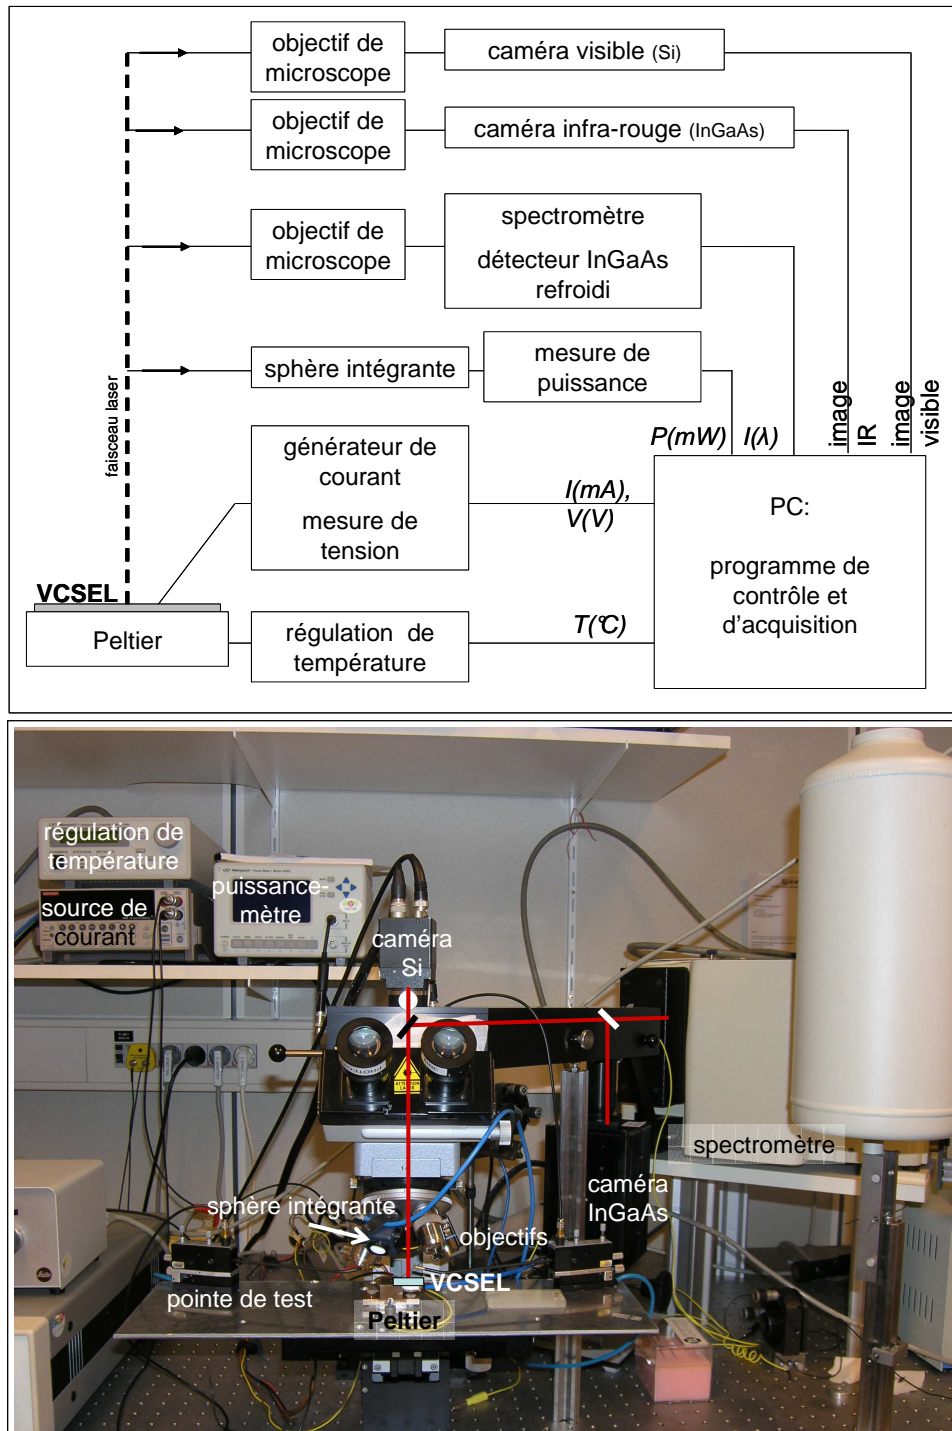 objectif de
microscope
caméra visible (Si)
objectif de
microscope
caméra infra-rouge (InGaAs)
objectif de
microscope
spectromètre
détecteur InGaAs
refroidi
sphère intégrante
mesure de
puissance
faisceau laser
image
IR
image
visible
P(mW)
I(λ)
générateur de
courant
mesure de
tension
I(mA),
V(V)
PC:
programme de
contrôle et
d'acquisition
VCSEL
Peltier
régulation de
température
T(°C)
régulation de
température
source de
courant
puissance-
mètre
caméra
Si
spectromètre
caméra
InGaAs
sphère intégrante
objectifs
VCSEL
pointe de test
Peltier